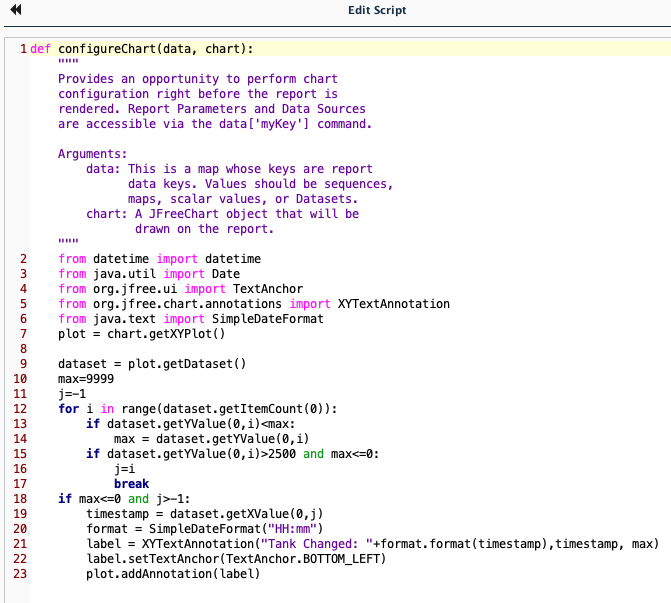 Edit Script
1 def configureChart(data, chart):
"""
Provides an opportunity to perform chart
configuration right before the report is
rendered. Report Parameters and Data Sources
are accessible via the data['myKey'] command.
Arguments:
data: This is a map whose keys are report
data keys. Values should be sequences,
maps, scalar values, or Datasets.
chart: A JFreeChart object that will be
drawn on the report.
"""
2 from datetime import datetime
3 from java.util import Date
4 from org.jfree.ui import TextAnchor
5 from org.jfree.chart.annotations import XYTextAnnotation
6 from java.text import SimpleDateFormat
7 plot = chart.getXYPlot()
8
9 dataset = plot.getDataset()
10 max=9999
11 j=-1
12 for i in range(dataset.getItemCount(0)):
13 if dataset.getYValue(0,i)<max:
14 max = dataset.getYValue(0,i)
15 if dataset.getYValue(0,i)>2500 and max<=0:
16 j=i
17 break
18 if max<=0 and j>-1:
19 timestamp = dataset.getXValue(0,j)
20 format = SimpleDateFormat("HH:mm")
21 label = XYTextAnnotation("Tank Changed: "+format.format(timestamp),timestamp, max)
22 label.setTextAnchor(TextAnchor.BOTTOM_LEFT)
23 plot.addAnnotation(label)